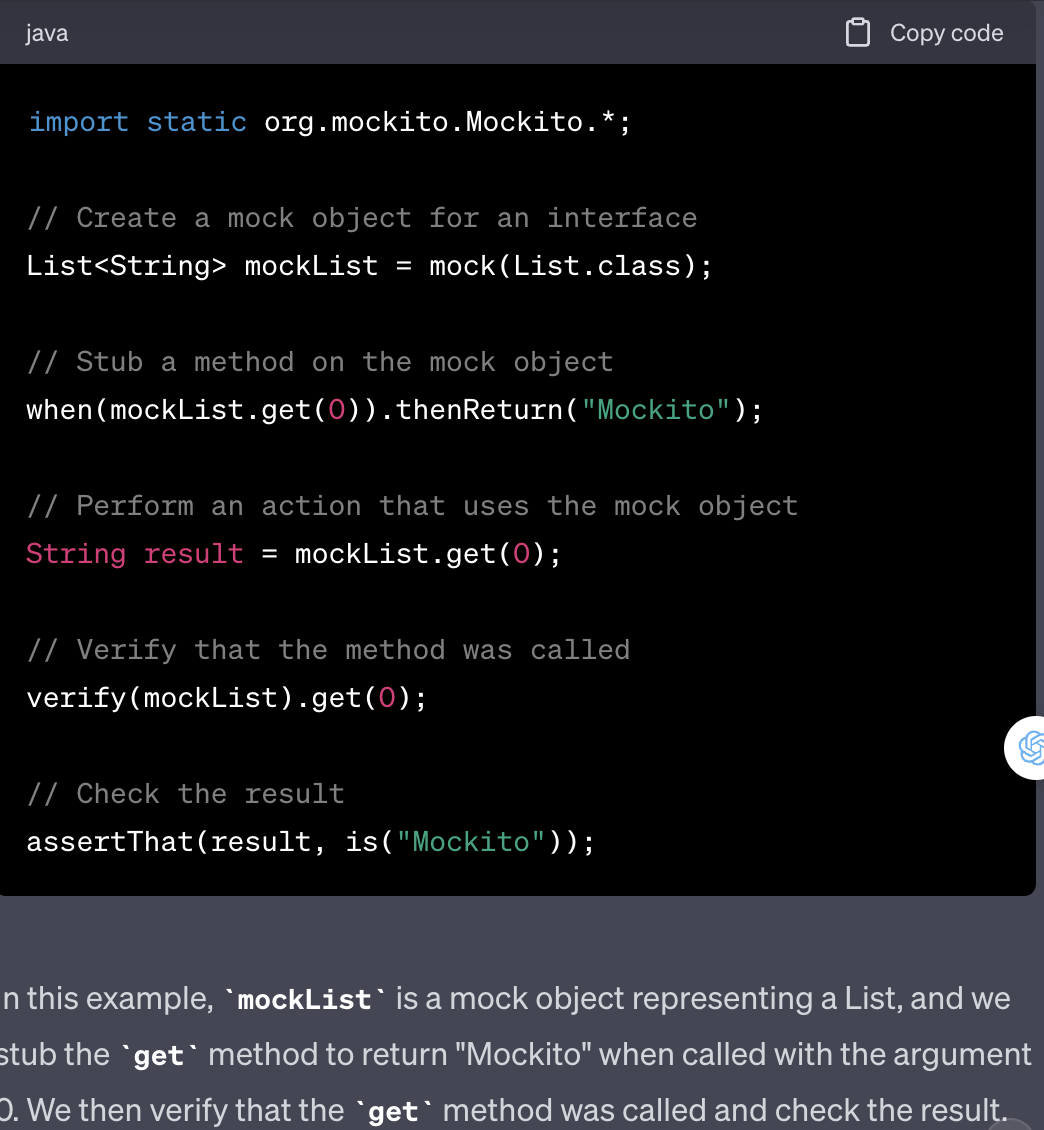 java
Copy code
import static org.mockito.Mockito.*;
// Create a mock object for an interface
List<String> mockList = mock(List.class);
// Stub a method on the mock object
when(mockList.get(0)).thenReturn("Mockito");
// Perform an action that uses the mock object
String result = mockList.get(0);
// Verify that the method was called
verify(mockList).get(0);
// Check the result
assertThat(result, is("Mockito"));
n this example, `mockList` is a mock object representing a List, and we
stub the `get` method to return "Mockito" when called with the argument
0. We then verify that the `get` method was called and check the result.